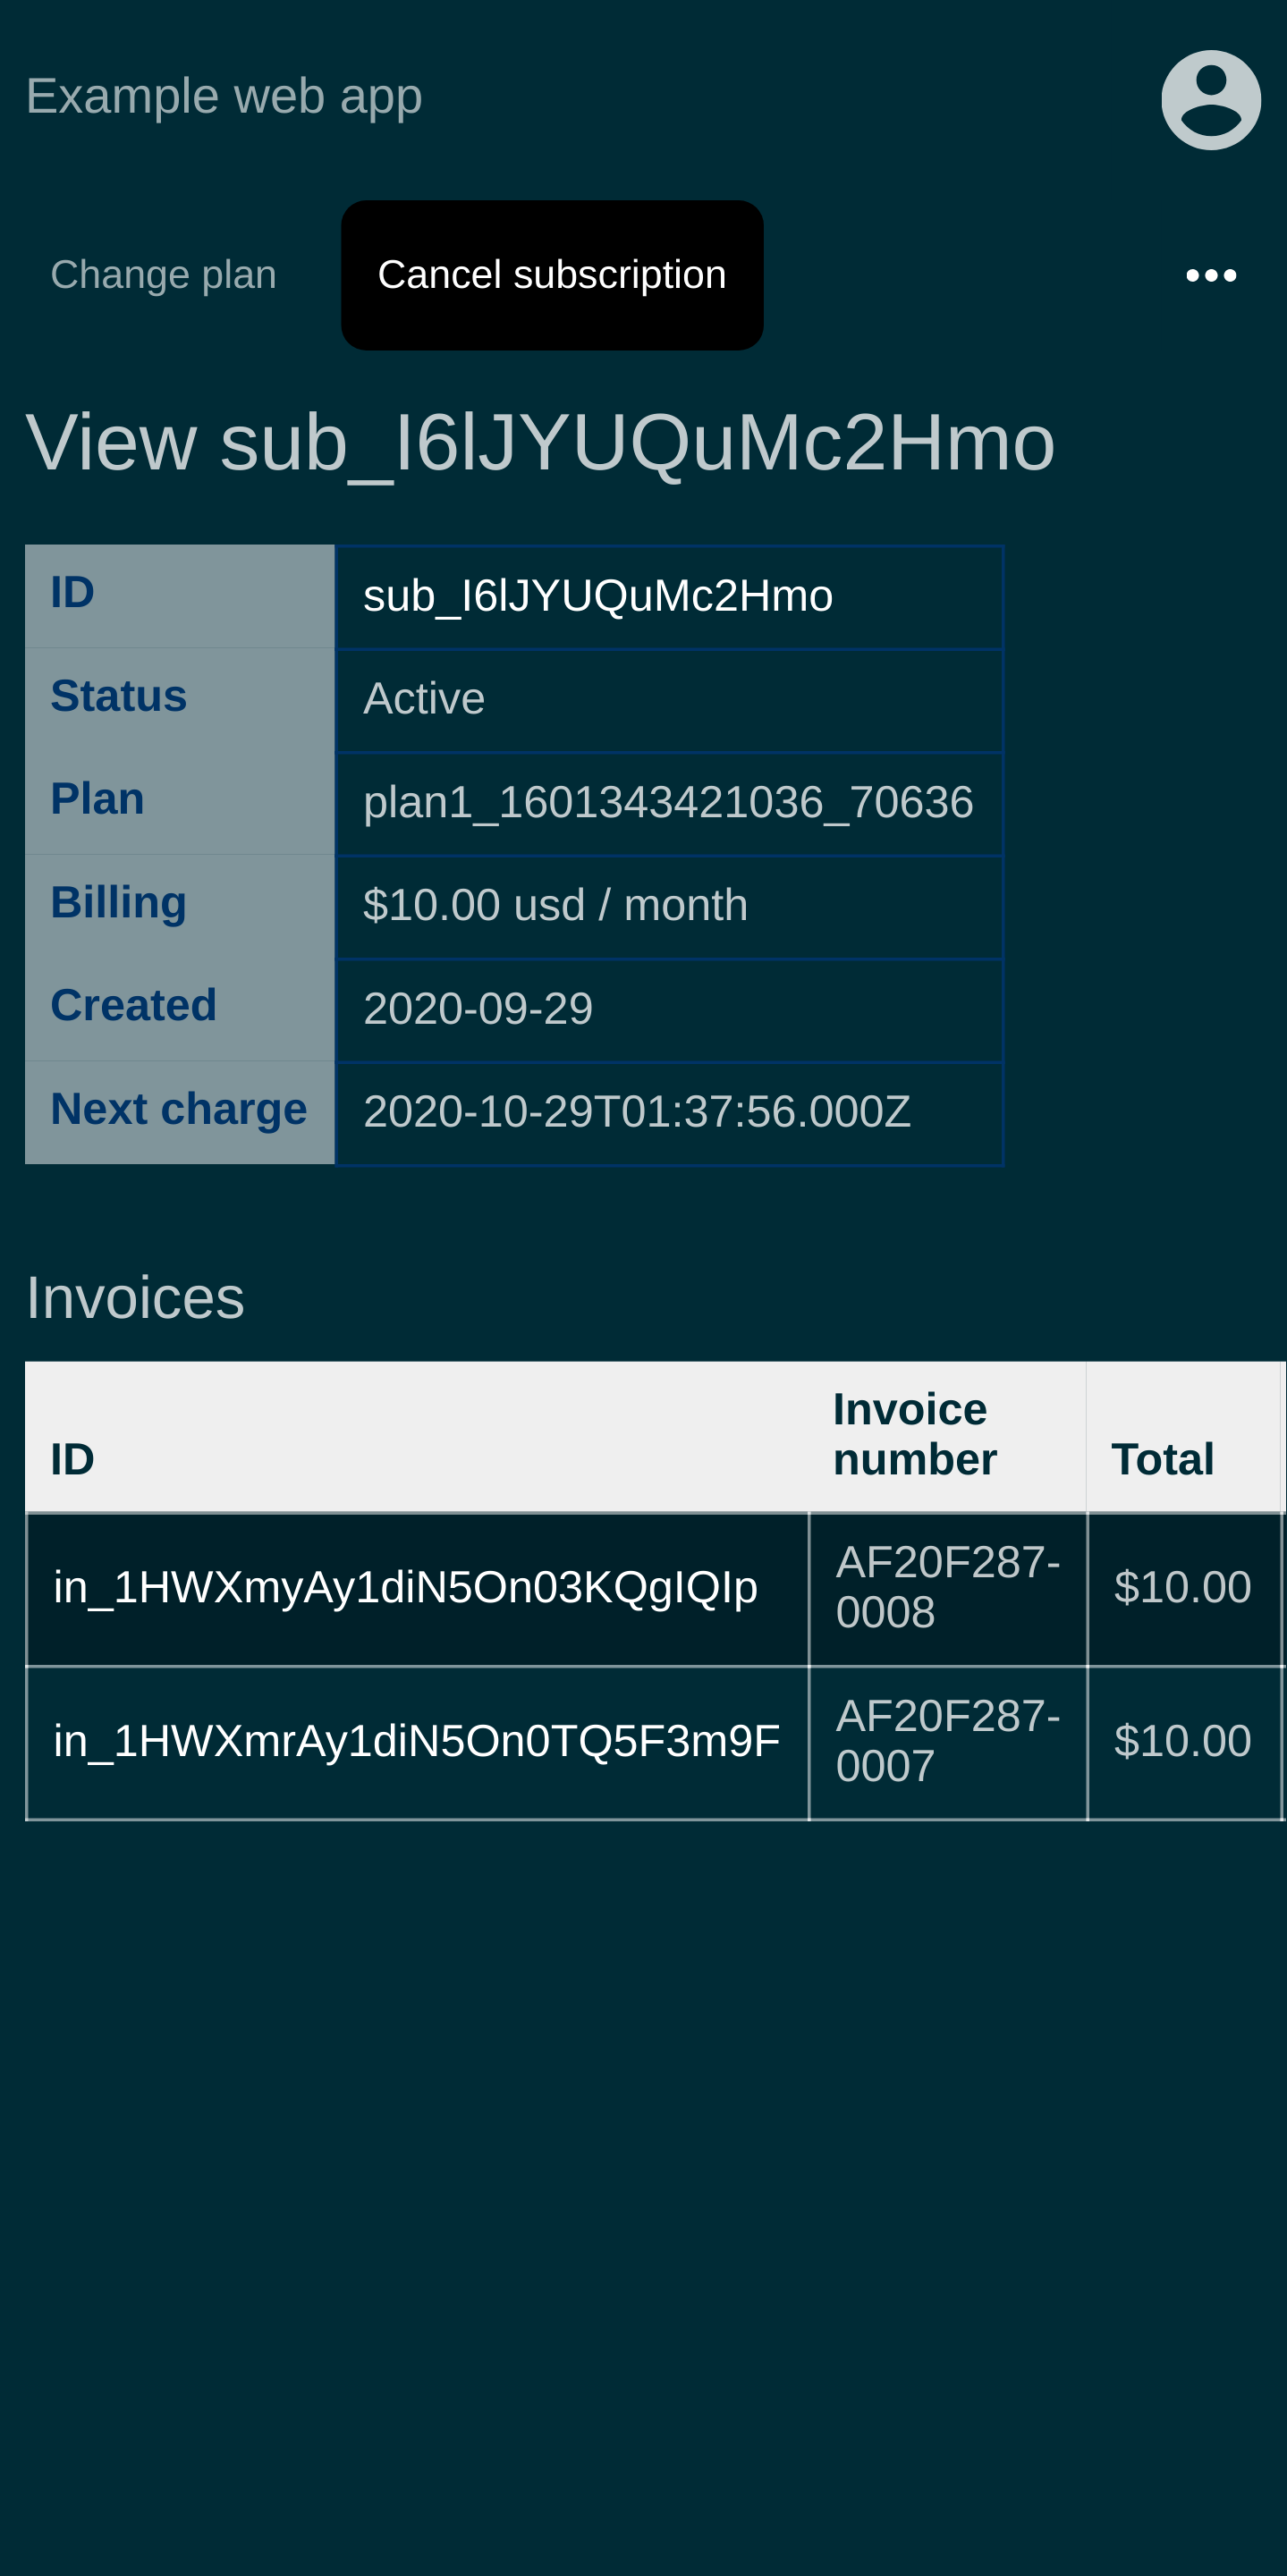 Example web app
Change plan Cancel subscription
View sub_I6lJYUQuMc2Hmo
ID sub_I6lJYUQuMc2Hmo
Status Active
Plan plan1_1601343421036_70636
Billing $10.00 usd / month
Created 2020-09-29
Next charge 2020-10-29T01:37:56.000Z
Invoices
ID Invoice number Total
in_1HWXmyAy1diN5On03KQgIQIp AF20F287-0008 $10.00
in_1HWXmrAy1diN5On0TQ5F3m9F AF20F287-0007 $10.00